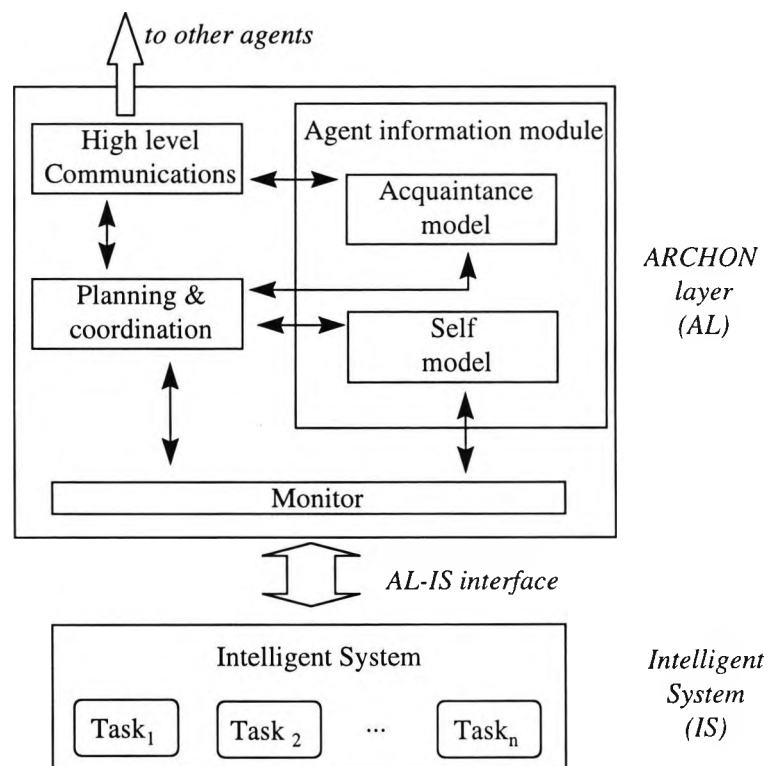 to other agents
High level
Communications
Agent information module
Acquaintance
model
Planning &
coordination
Self
model
ARCHON
layer
(AL)
Monitor
AL-IS interface
Intelligent System
Intelligent
System
(IS)
Task1 Task 2 ... Taskn